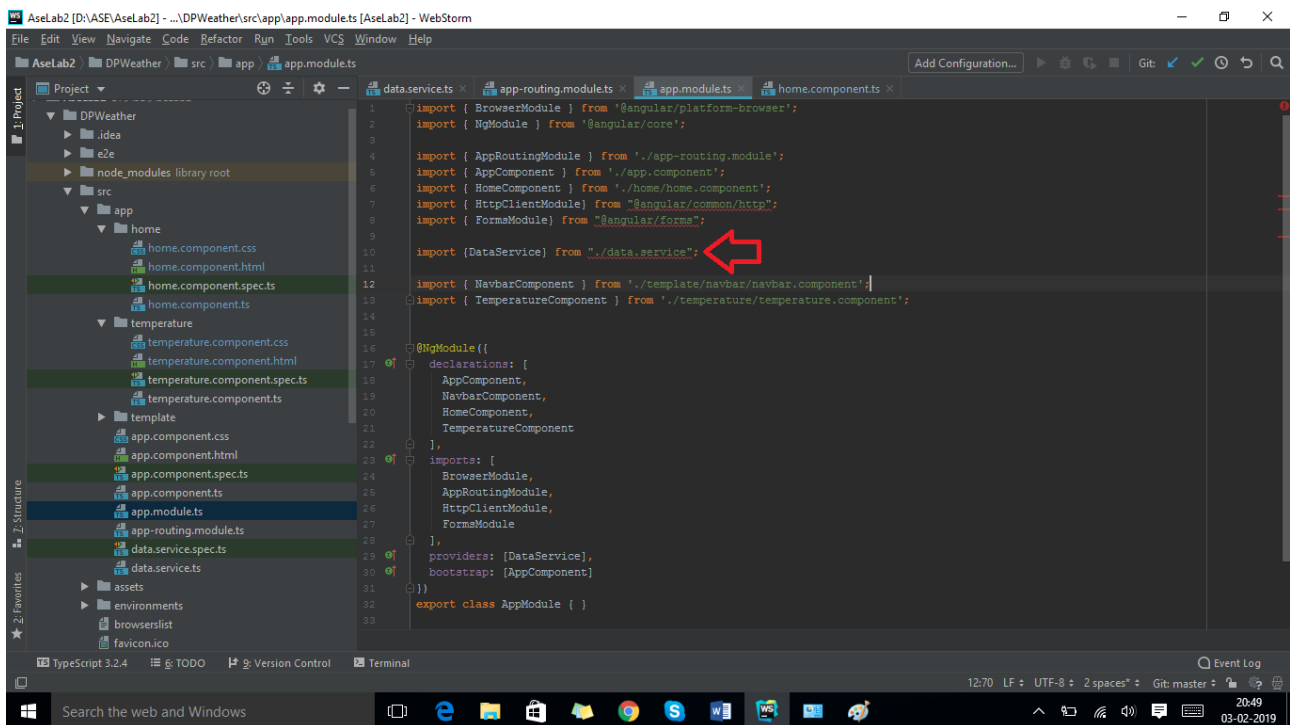 WS AseLab2 [D:\ASE\AseLab2] - ...\DPWeather\src\app\app.module.ts [AseLab2] - WebStorm
File Edit View Navigate Code Refactor Run Tools VCS Window Help
AseLab2 DPWeather src app app.module.ts Add Configuration... Git:
Project data.service.ts app-routing.module.ts app.module.ts home.component.ts
1: Project
DPWeather
.idea
e2e
node_modules library root
src
app
home
home.component.css
home.component.html
home.component.spec.ts
home.component.ts
temperature
temperature.component.css
temperature.component.html
temperature.component.spec.ts
temperature.component.ts
template
app.component.css
app.component.html
app.component.spec.ts
app.component.ts
app.module.ts
app-routing.module.ts
data.service.spec.ts
data.service.ts
assets
environments
browserslist
favicon.ico
7: Structure
2: Favorites
1 import { BrowserModule } from '@angular/platform-browser';
2 import { NgModule } from '@angular/core';
3
4 import { AppRoutingModule } from './app-routing.module';
5 import { AppComponent } from './app.component';
6 import { HomeComponent } from './home/home.component';
7 import { HttpClientModule} from "@angular/common/http";
8 import { FormsModule} from "@angular/forms";
9
10 import {DataService} from "./data.service";
11
12 import { NavbarComponent } from './template/navbar/navbar.component';
13 import { TemperatureComponent } from './temperature/temperature.component';
14
15
16 @NgModule({
17 declarations: [
18 AppComponent,
19 NavbarComponent,
20 HomeComponent,
21 TemperatureComponent
22 ],
23 imports: [
24 BrowserModule,
25 AppRoutingModule,
26 HttpClientModule,
27 FormsModule
28 ],
29 providers: [DataService],
30 bootstrap: [AppComponent]
31 })
32 export class AppModule { }
33
TypeScript 3.2.4 6: TODO 9: Version Control Terminal Event Log
12:70 LF UTF-8 2 spaces* Git: master
Search the web and Windows
20:49
03-02-2019